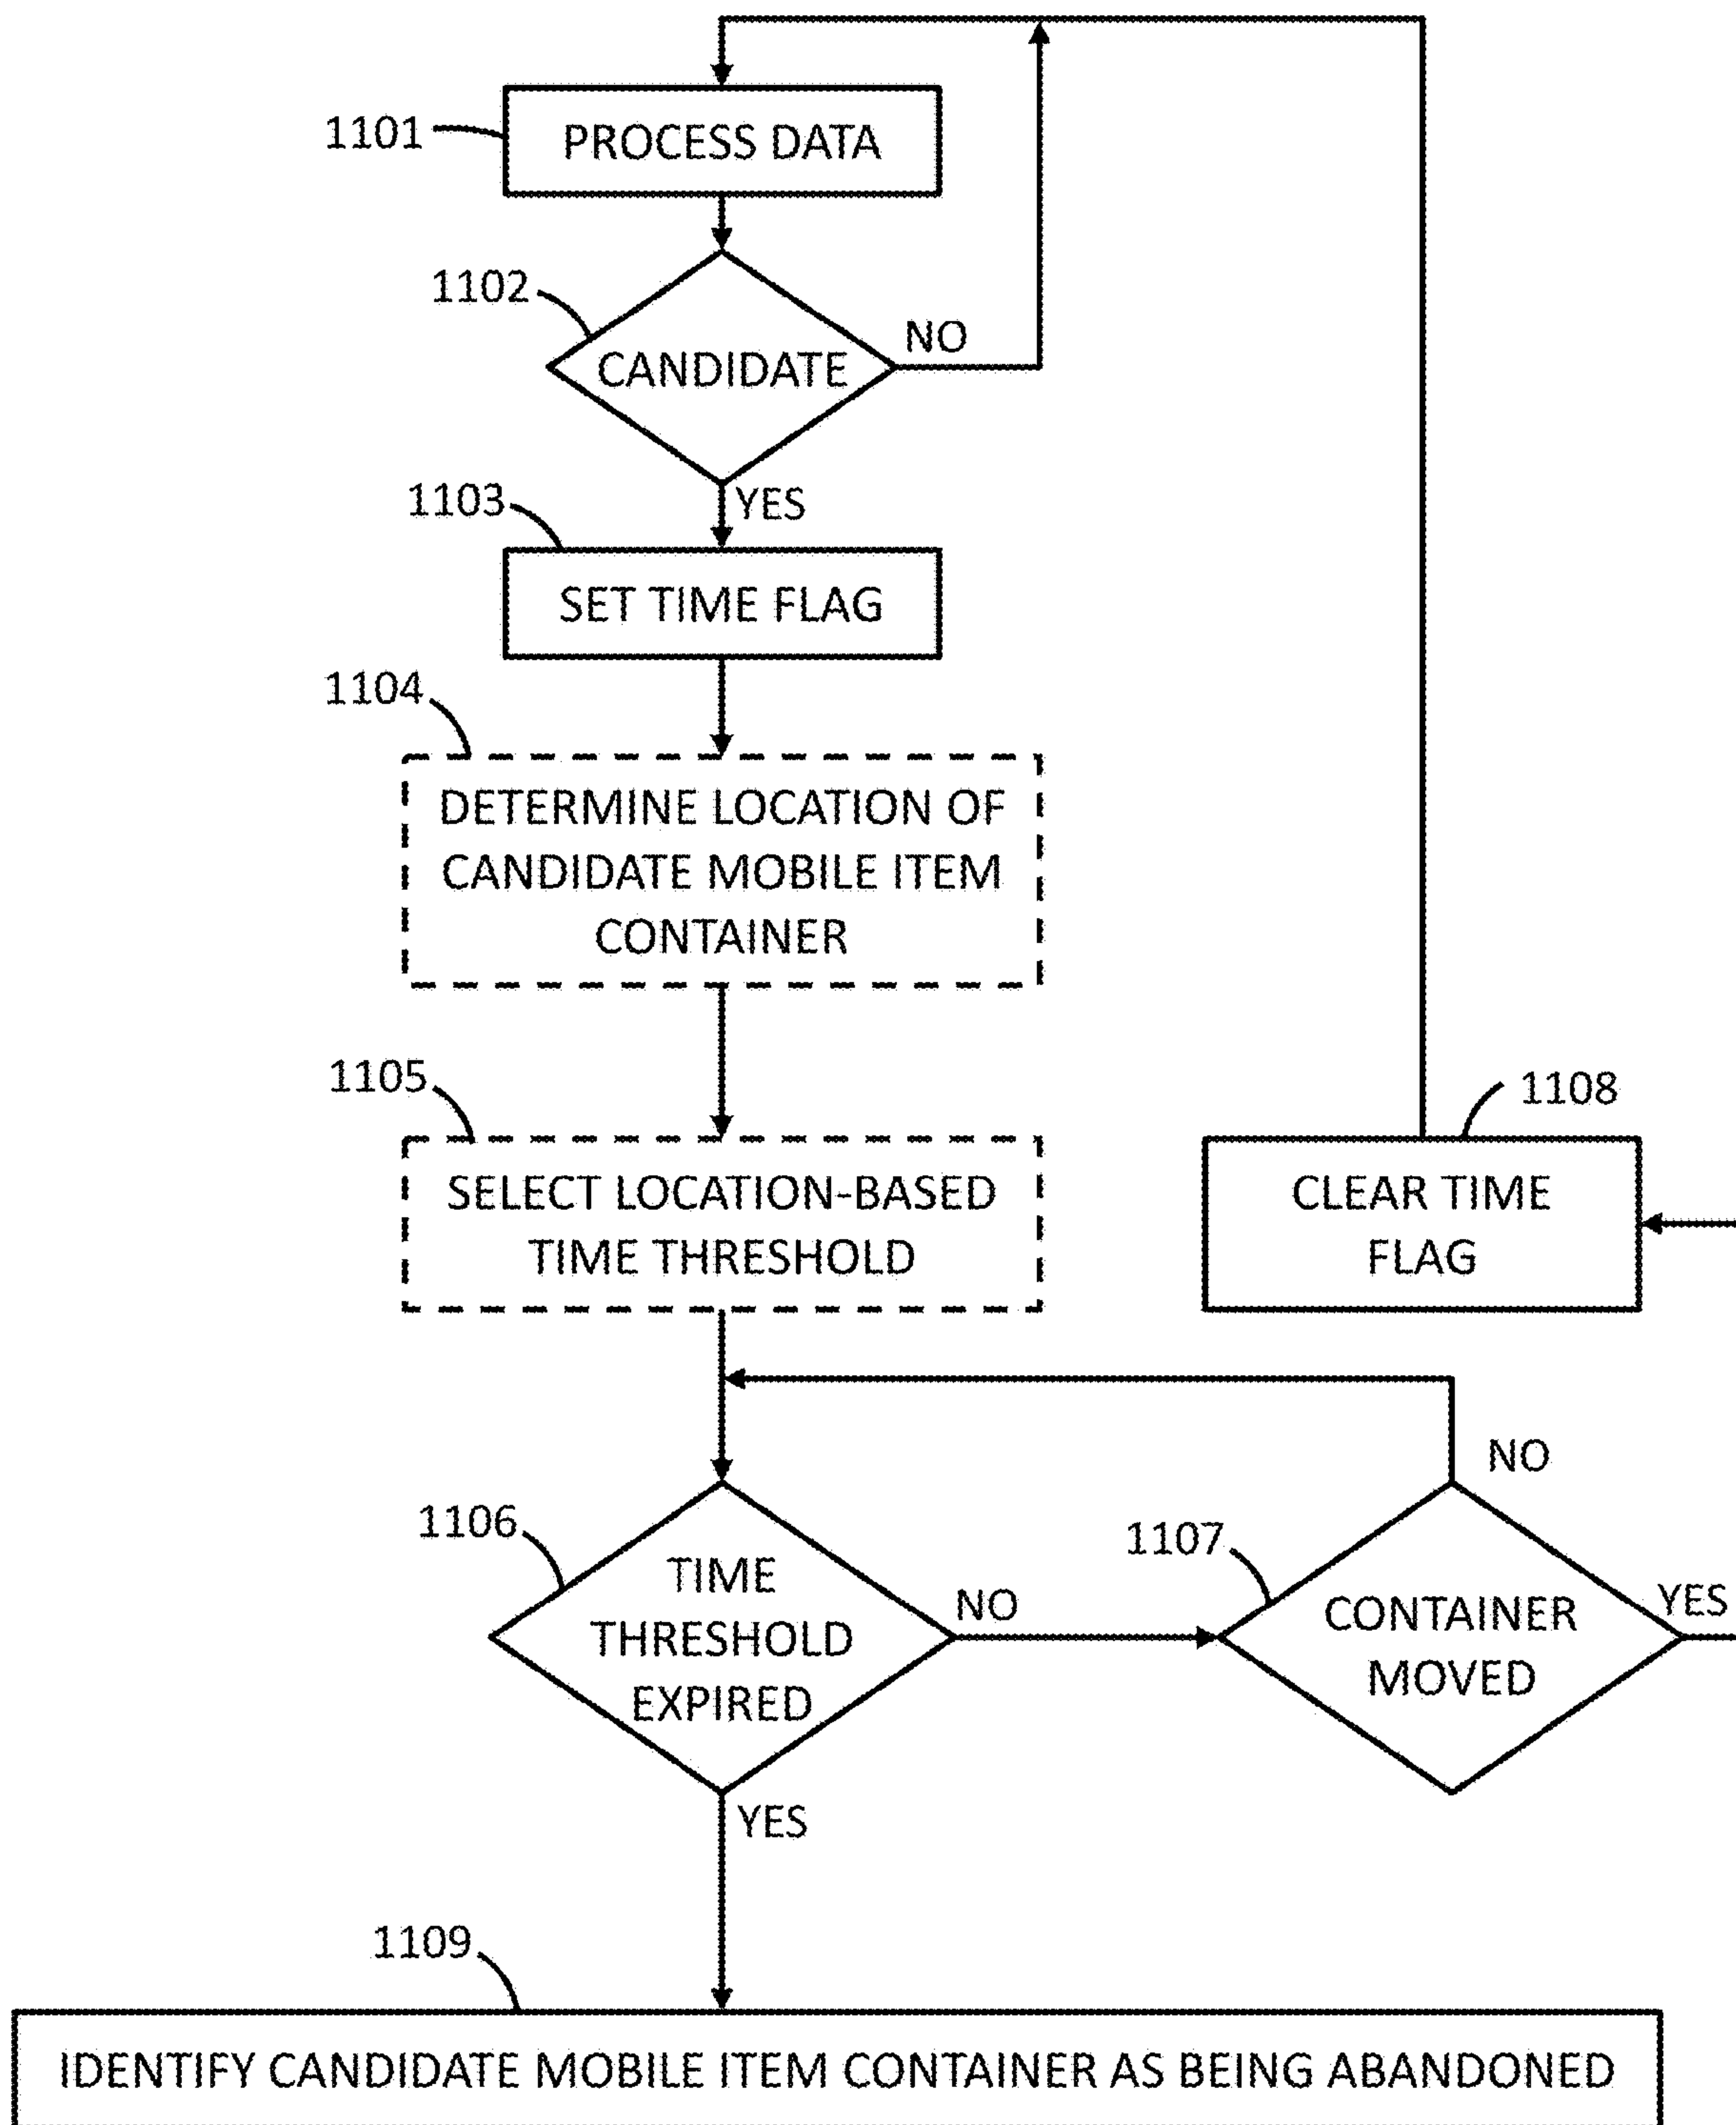 1101
PROCESS DATA
1102
CANDIDATE
NO
YES
1103
SET TIME FLAG
1104
DETERMINE LOCATION OF
CANDIDATE MOBILE ITEM
CONTAINER
1105
SELECT LOCATION-BASED
TIME THRESHOLD
1108
CLEAR TIME
FLAG
1106
TIME
THRESHOLD
EXPIRED
NO
1107
CONTAINER
MOVED
NO
YES
YES
1109
IDENTIFY CANDIDATE MOBILE ITEM CONTAINER AS BEING ABANDONED